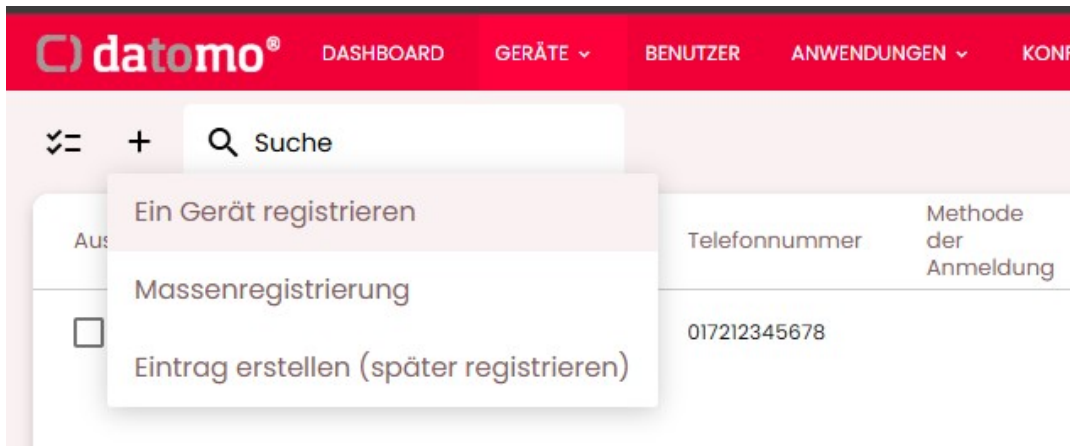 datomo® DASHBOARD GERÄTE BENUTZER ANWENDUNGEN
Suche
Ein Gerät registrieren
Massenregistrierung
Eintrag erstellen (später registrieren)
Telefonnummer
Methode
der
Anmeldung
017212345678